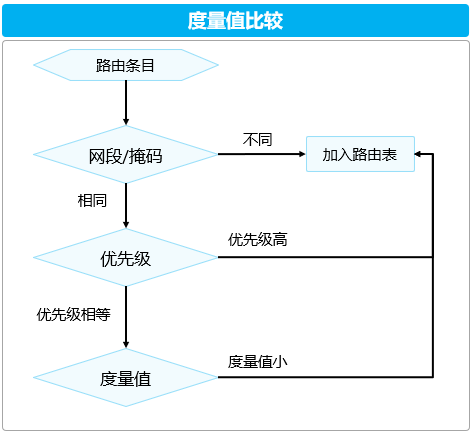 度量值比较
路由条目
网段/掩码
不同
加入路由表
相同
优先级
优先级高
优先级相等
度量值
度量值小